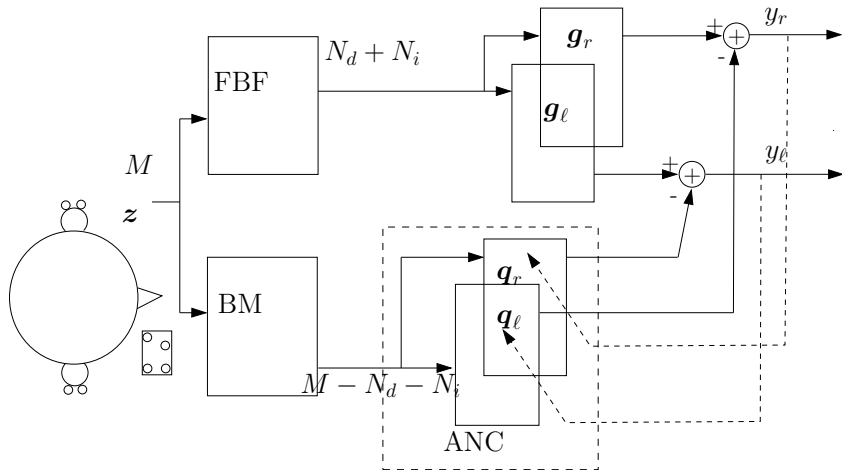 + y_r
N_d + N_i
g_r
+
FBF
-
g_ℓ
M
+ y_ℓ
+
z
-
q_r
BM
q_ℓ
M − N_d − N_i
ANC